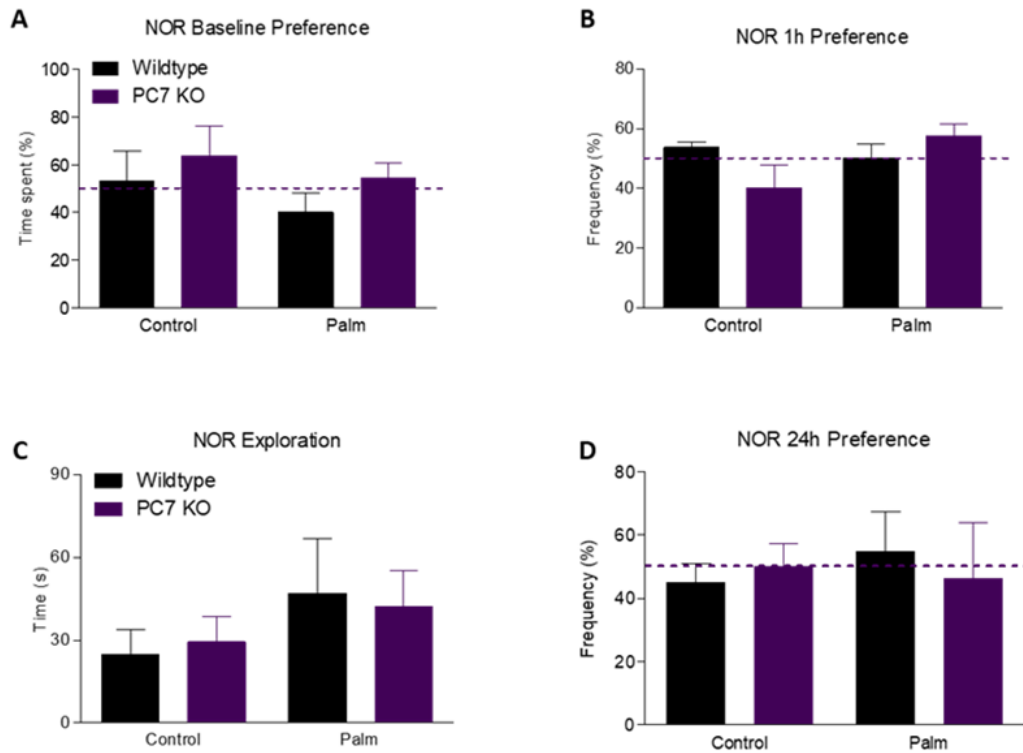 A
NOR Baseline Preference
Wildtype
PC7 KO
Time spent (%)
100
80
60
40
20
0
Control
Palm
B
NOR 1h Preference
Frequency (%)
80
60
40
20
0
Control
Palm
C
NOR Exploration
Wildtype
PC7 KO
Time (s)
90
60
30
0
Control
Palm
D
NOR 24h Preference
Frequency (%)
80
60
40
20
0
Control
Palm